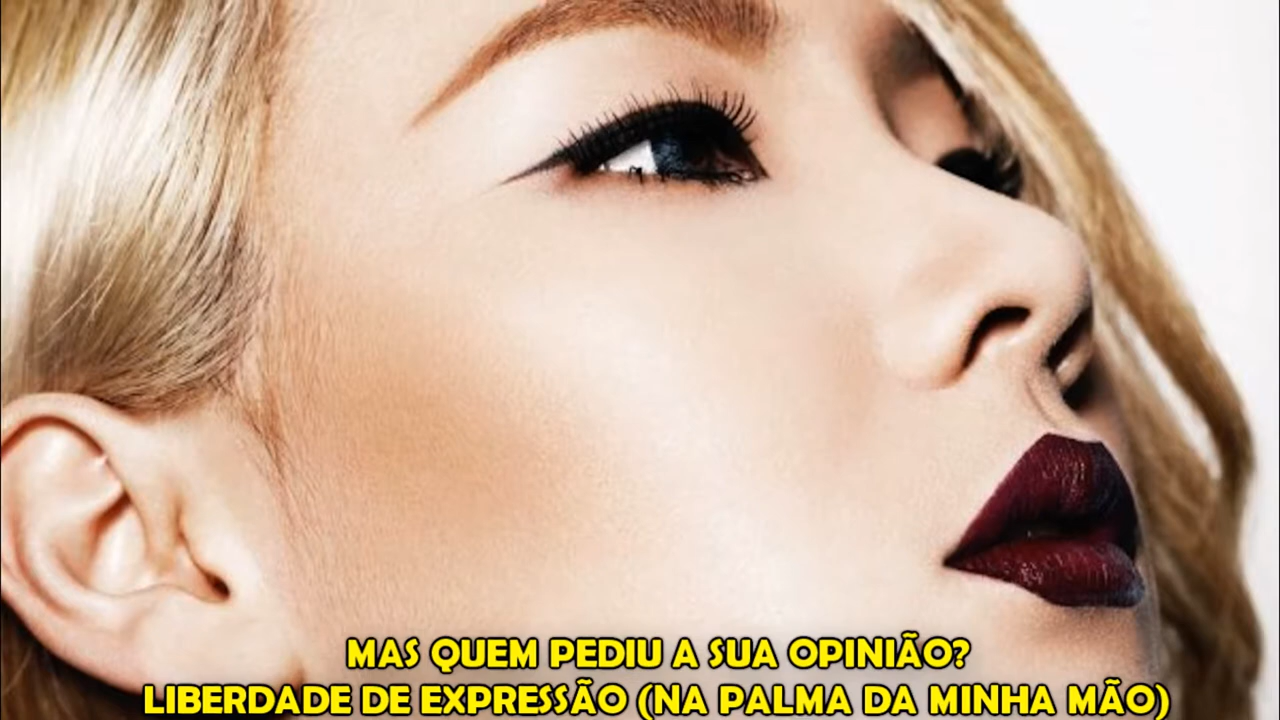 MAS QUEM PEDIU A SUA OPINIÃO?
LIBERDADE DE EXPRESSÃO (NA PALMA DA MINHA MÃO)